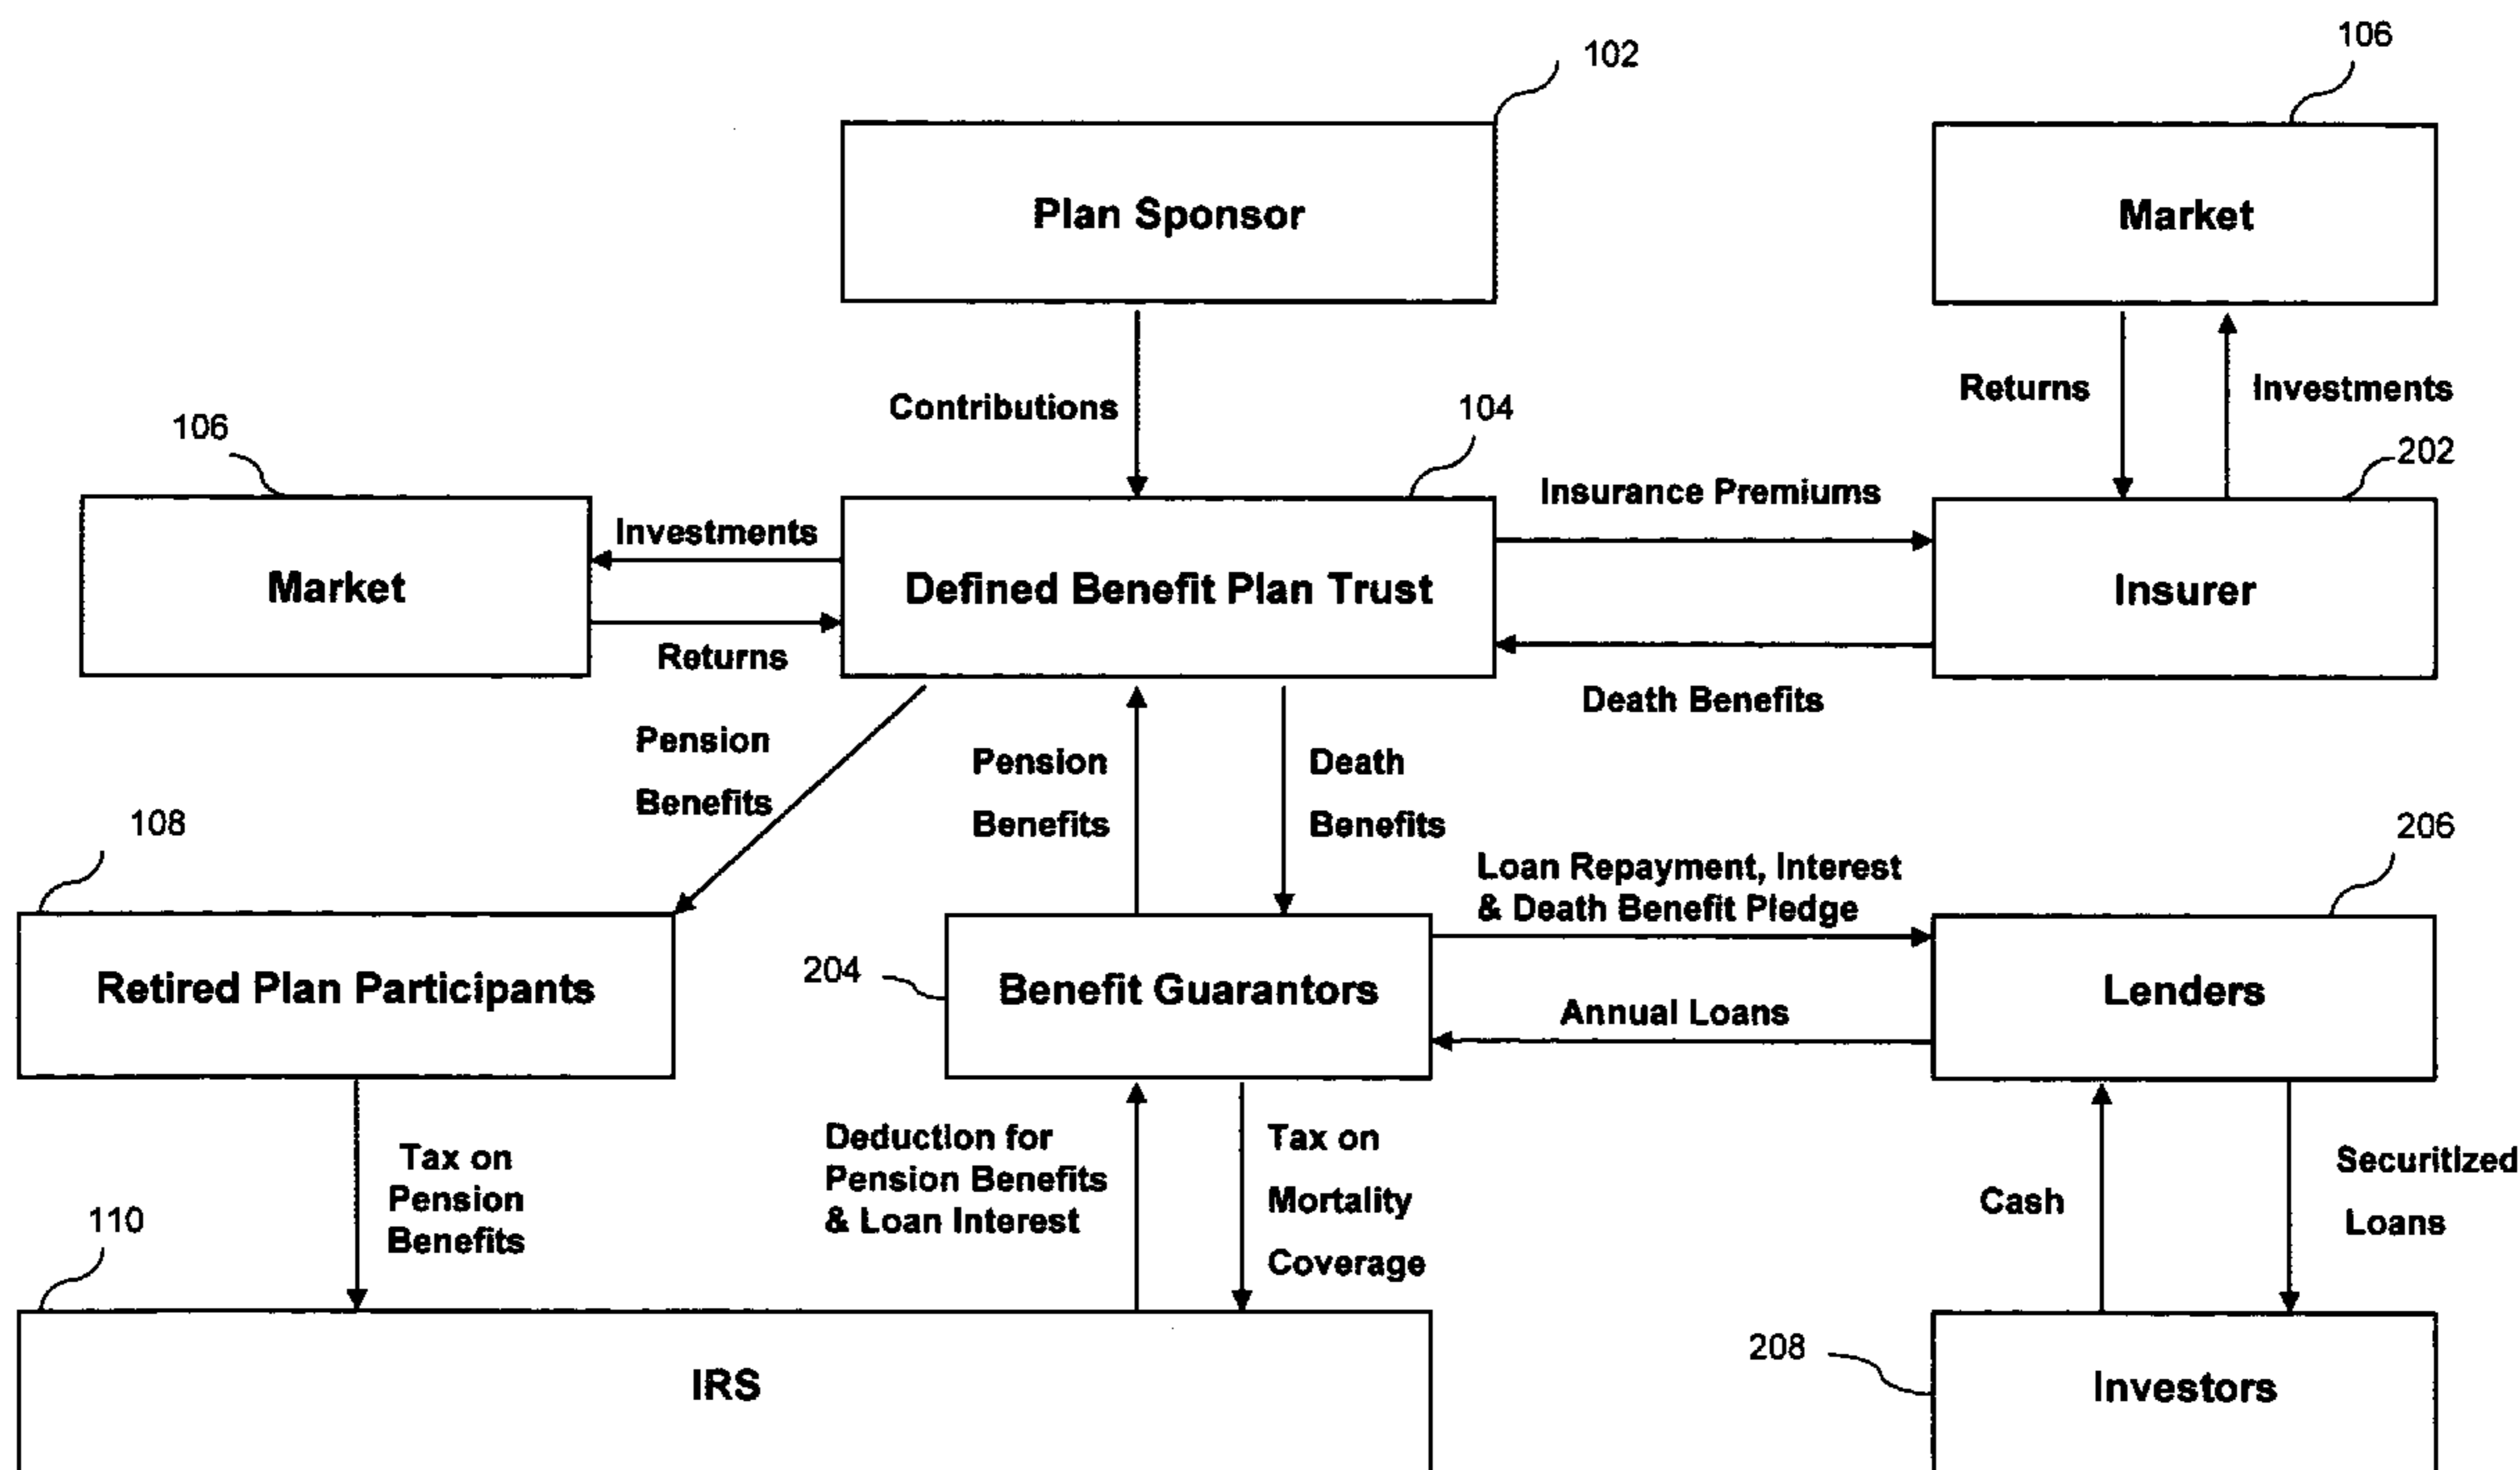 106
102
Plan Sponsor
Market
Contributions
Returns
Investments
104
106
202
Insurance Premiums
Investments
Market
Defined Benefit Plan Trust
Insurer
Returns
Death Benefits
Pension
Benefits
Pension
Benefits
Death
Benefits
108
206
Loan Repayment, Interest
& Death Benefit Pledge
Retired Plan Participants
204
Benefit Guarantors
Lenders
Annual Loans
Tax on
Pension
Benefits
Deduction for
Pension Benefits
& Loan Interest
Tax on
Mortality
Coverage
Cash
Securitized
Loans
110
208
IRS
Investors